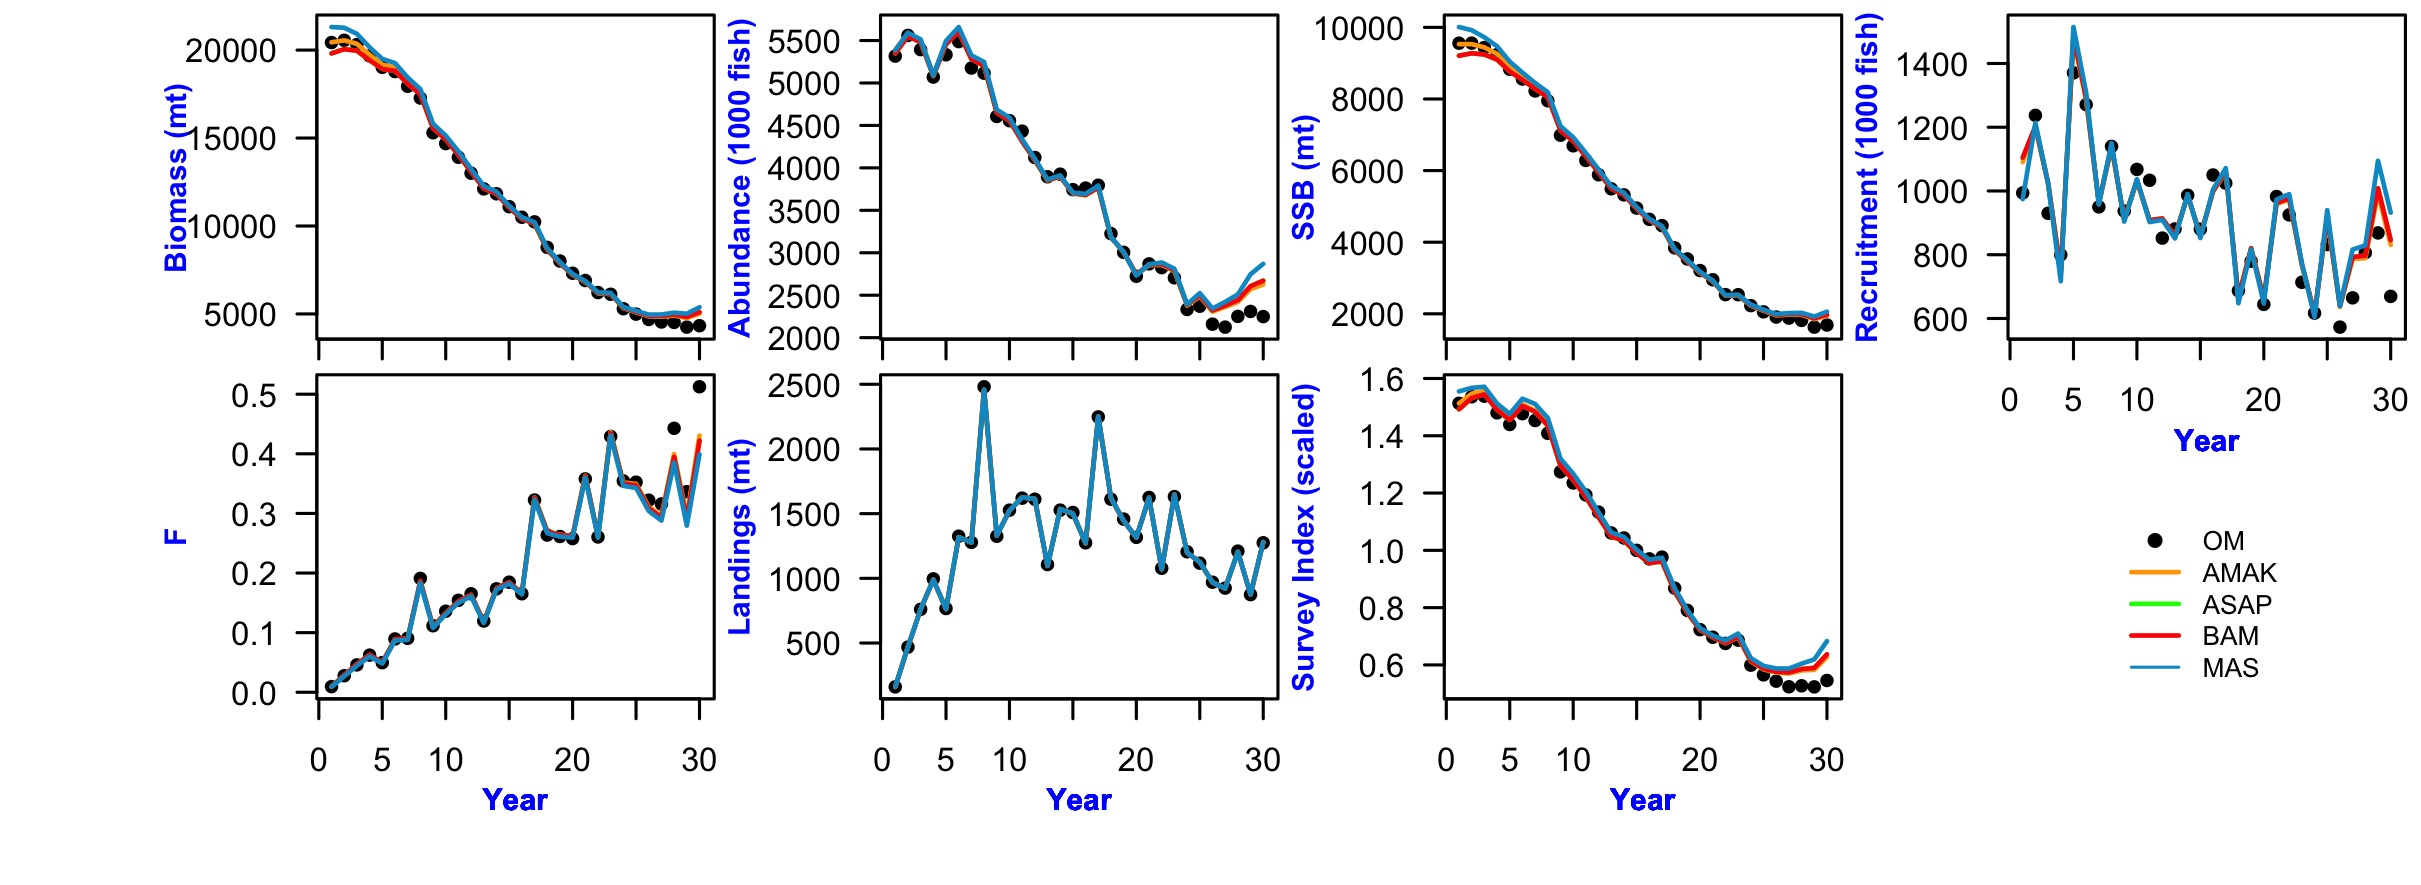 Biomass (mt)
20000
15000
10000
5000
Abundance (1000 fish)
5500
5000
4500
4000
3500
3000
2500
2000
SSB (mt)
10000
8000
6000
4000
2000
Recruitment (1000 fish)
1400
1200
1000
800
600
0 5 10 20 30
Year
F
0.5
0.4
0.3
0.2
0.1
0.0
0 5 10 20 30
Year
Landings (mt)
2500
2000
1500
1000
500
0 5 10 20 30
Year
Survey Index (scaled)
1.6
1.4
1.2
1.0
0.8
0.6
0 5 10 20 30
Year
OM
AMAK
ASAP
BAM
MAS